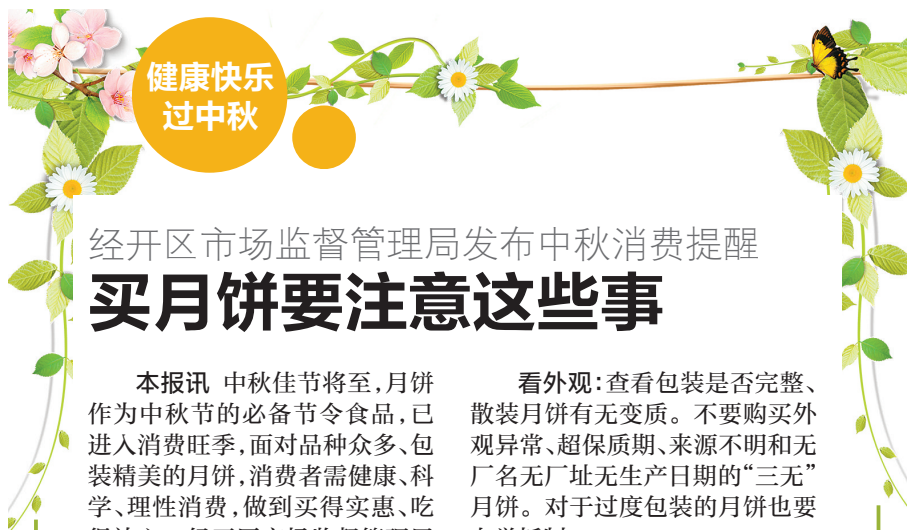 健康快乐
过中秋
经开区市场监督管理局发布中秋消费提醒
买月饼要注意这些事
本报讯 中秋佳节将至,月饼
作为中秋节的必备节令食品,已
进入消费旺季,面对品种众多、包
装精美的月饼,消费者需健康、科
学、理性消费,做到买得实惠、吃
看外观:查看包装是否完整、
散装月饼有无变质。不要购买外
观异常、超保质期、来源不明和无
厂名无厂址无生产日期的“三无”
月饼。对于过度包装的月饼也要